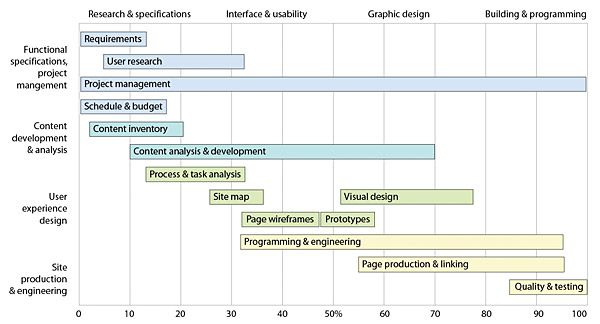 Research & specifications
Interface & usability
Graphic design
Building & programming
Functional
specifications,
project
mangement
Requirements
User research
Project management
Schedule & budget
Content
development
& analysis
Content inventory
Content analysis & development
Process & task analysis
User
experience
design
Site map
Visual design
Page wireframes
Prototypes
Programming & engineering
Site
production
& engineering
Page production & linking
Quality & testing
0
10
20
30
40
50%
60
70
80
90
100